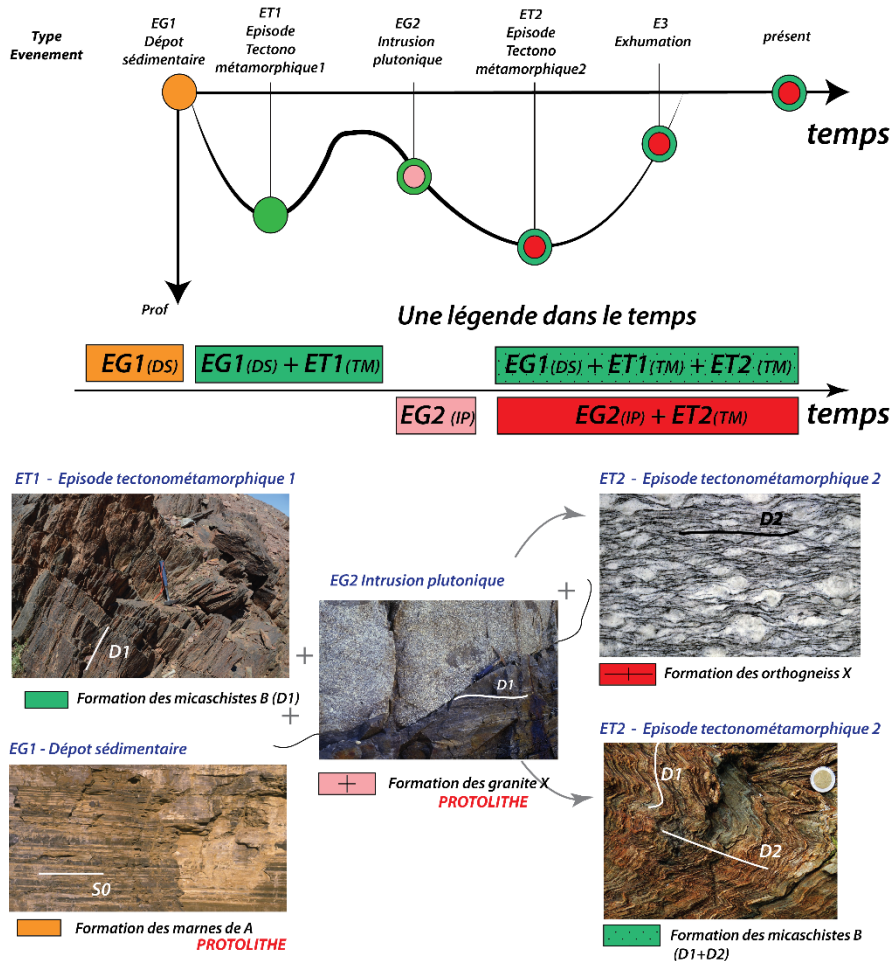 Type
Evenement
EG1
Dépot
sédimentaire
ET1
Episode
Tectono
métamorphique1
EG2
Intrusion
plutonique
ET2
Episode
Tectono
métamorphique2
E3
Exhumation
présent
temps
Prof
Une légende dans le temps
EG1(DS)
EG1(DS) + ET1(TM)
EG1(DS) + ET1(TM) + ET2 (TM)
EG2 (IP)
EG2(IP) + ET2(TM)
temps
ET1 - Episode tectonométamorphique 1
D1
Formation des micaschistes B (D1)
EG1 - Dépot sédimentaire
S0
Formation des marnes de A
PROTOLITHE
EG2 Intrusion plutonique
D1
Formation des granite X
PROTOLITHE
ET2 - Episode tectonométamorphique 2
D2
Formation des orthogneiss X
ET2 - Episode tectonométamorphique 2
D1
D2
Formation des micaschistes B
(D1+D2)